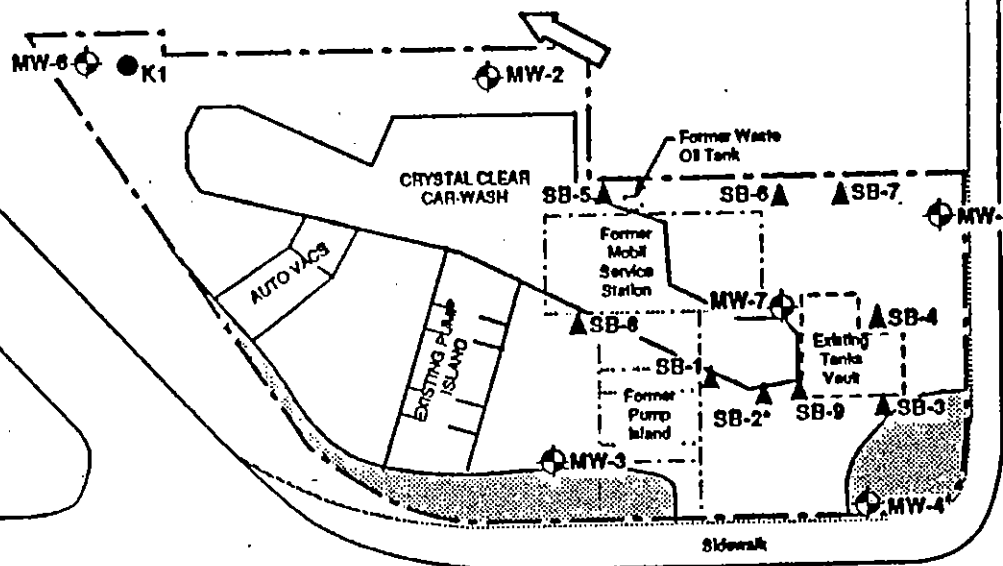 MW-6
K1
MW-2
Former Waste
Oil Tank
CRYSTAL CLEAR
CAR-WASH
SB-5
SB-6
SB-7
MW-
Former
Mobil
Service
Station
AUTO VACS
MW-7
SB-4
SB-8
Existing
Tanks
Vault
EXISTING PUMP
ISLAND
SB-1
Former
Pump
Island
SB-2*
SB-9
SB-3
MW-3
MW-4*
Sidewalk